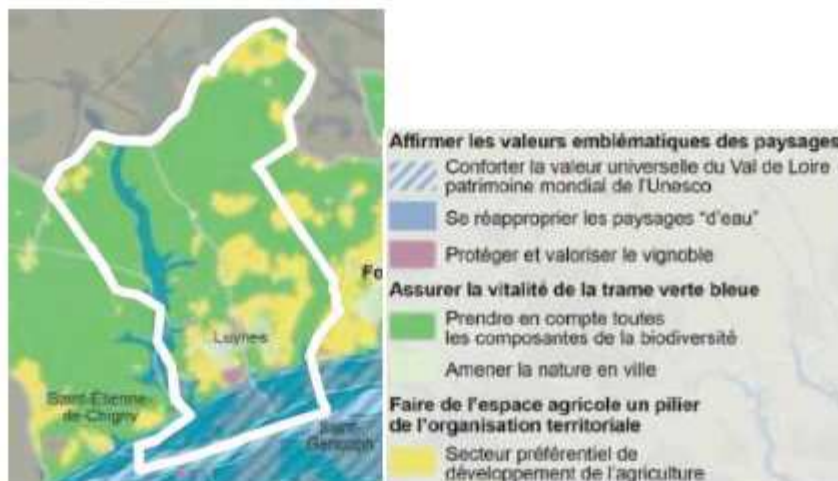 Affirmer les valeurs emblématiques des paysages
Conforter la valeur universelle du Val de Loire
patrimoine mondial de l'Unesco
Se réapproprier les paysages "d'eau"
Protéger et valoriser le vignoble
Assurer la vitalité de la trame verte bleue
Prendre en compte toutes
les composantes de la biodiversité
Amener la nature en ville
Faire de l'espace agricole un pilier
de l'organisation territoriale
Secteur préférentiel de
développement de l'agriculture
Fo
Luynes
Saint-Étienne-
de-Chigny
Saint-
Genouph